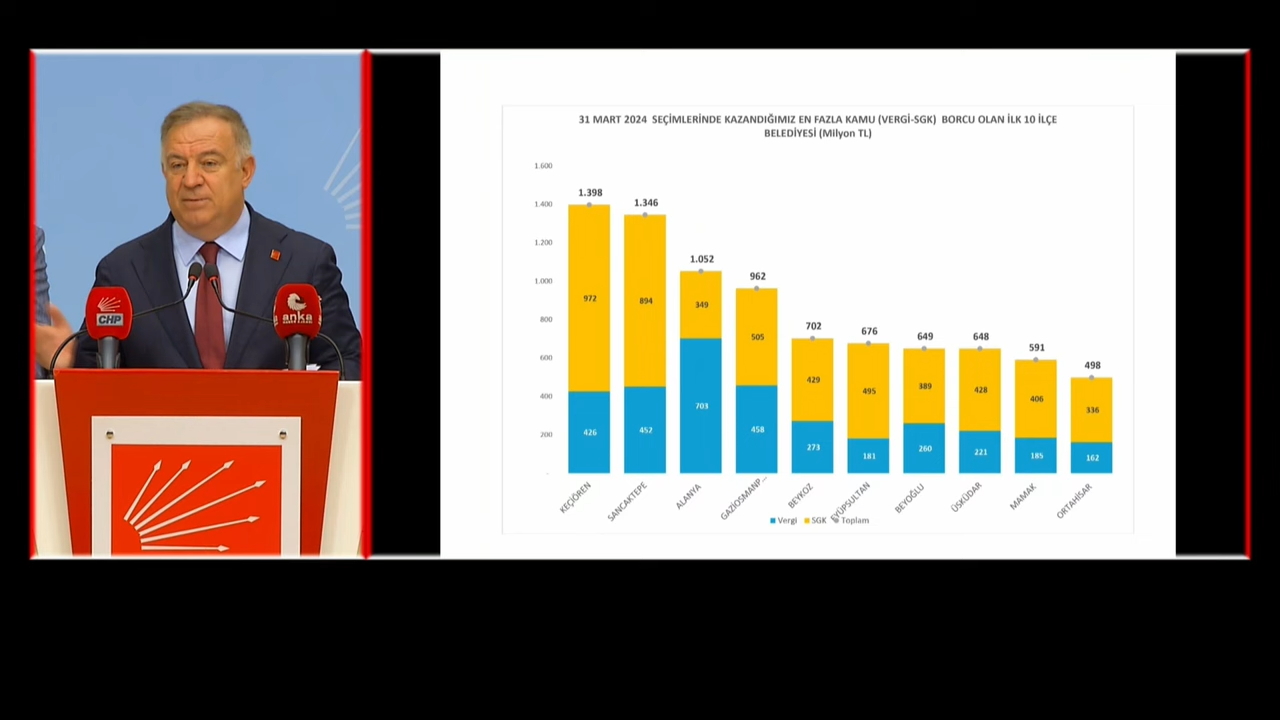 31 MART 2024 SEÇİMLERİNDE KAZANDIĞIMIZ EN FAZLA KAMU (VERGİ-SGK) BORCU OLAN İLK 10 İLÇE
BELEDİYESİ (Milyon TL)
1.600
1.400
1.200
1.000
800
600
400
200
-
1.398
1.346
1.052
962
702
676
649
648
591
498
972
894
349
505
429
495
389
428
406
336
426
452
703
458
273
181
260
221
185
162
KEÇİÖREN
SANCAKTEPE
ALANYA
GAZİOSMANP...
BEYKOZ
EYÜPSULTAN
BEYOĞLU
ÜSKÜDAR
MAMAK
ORTAHİSAR
Vergi SGK Toplam
CHP
anka